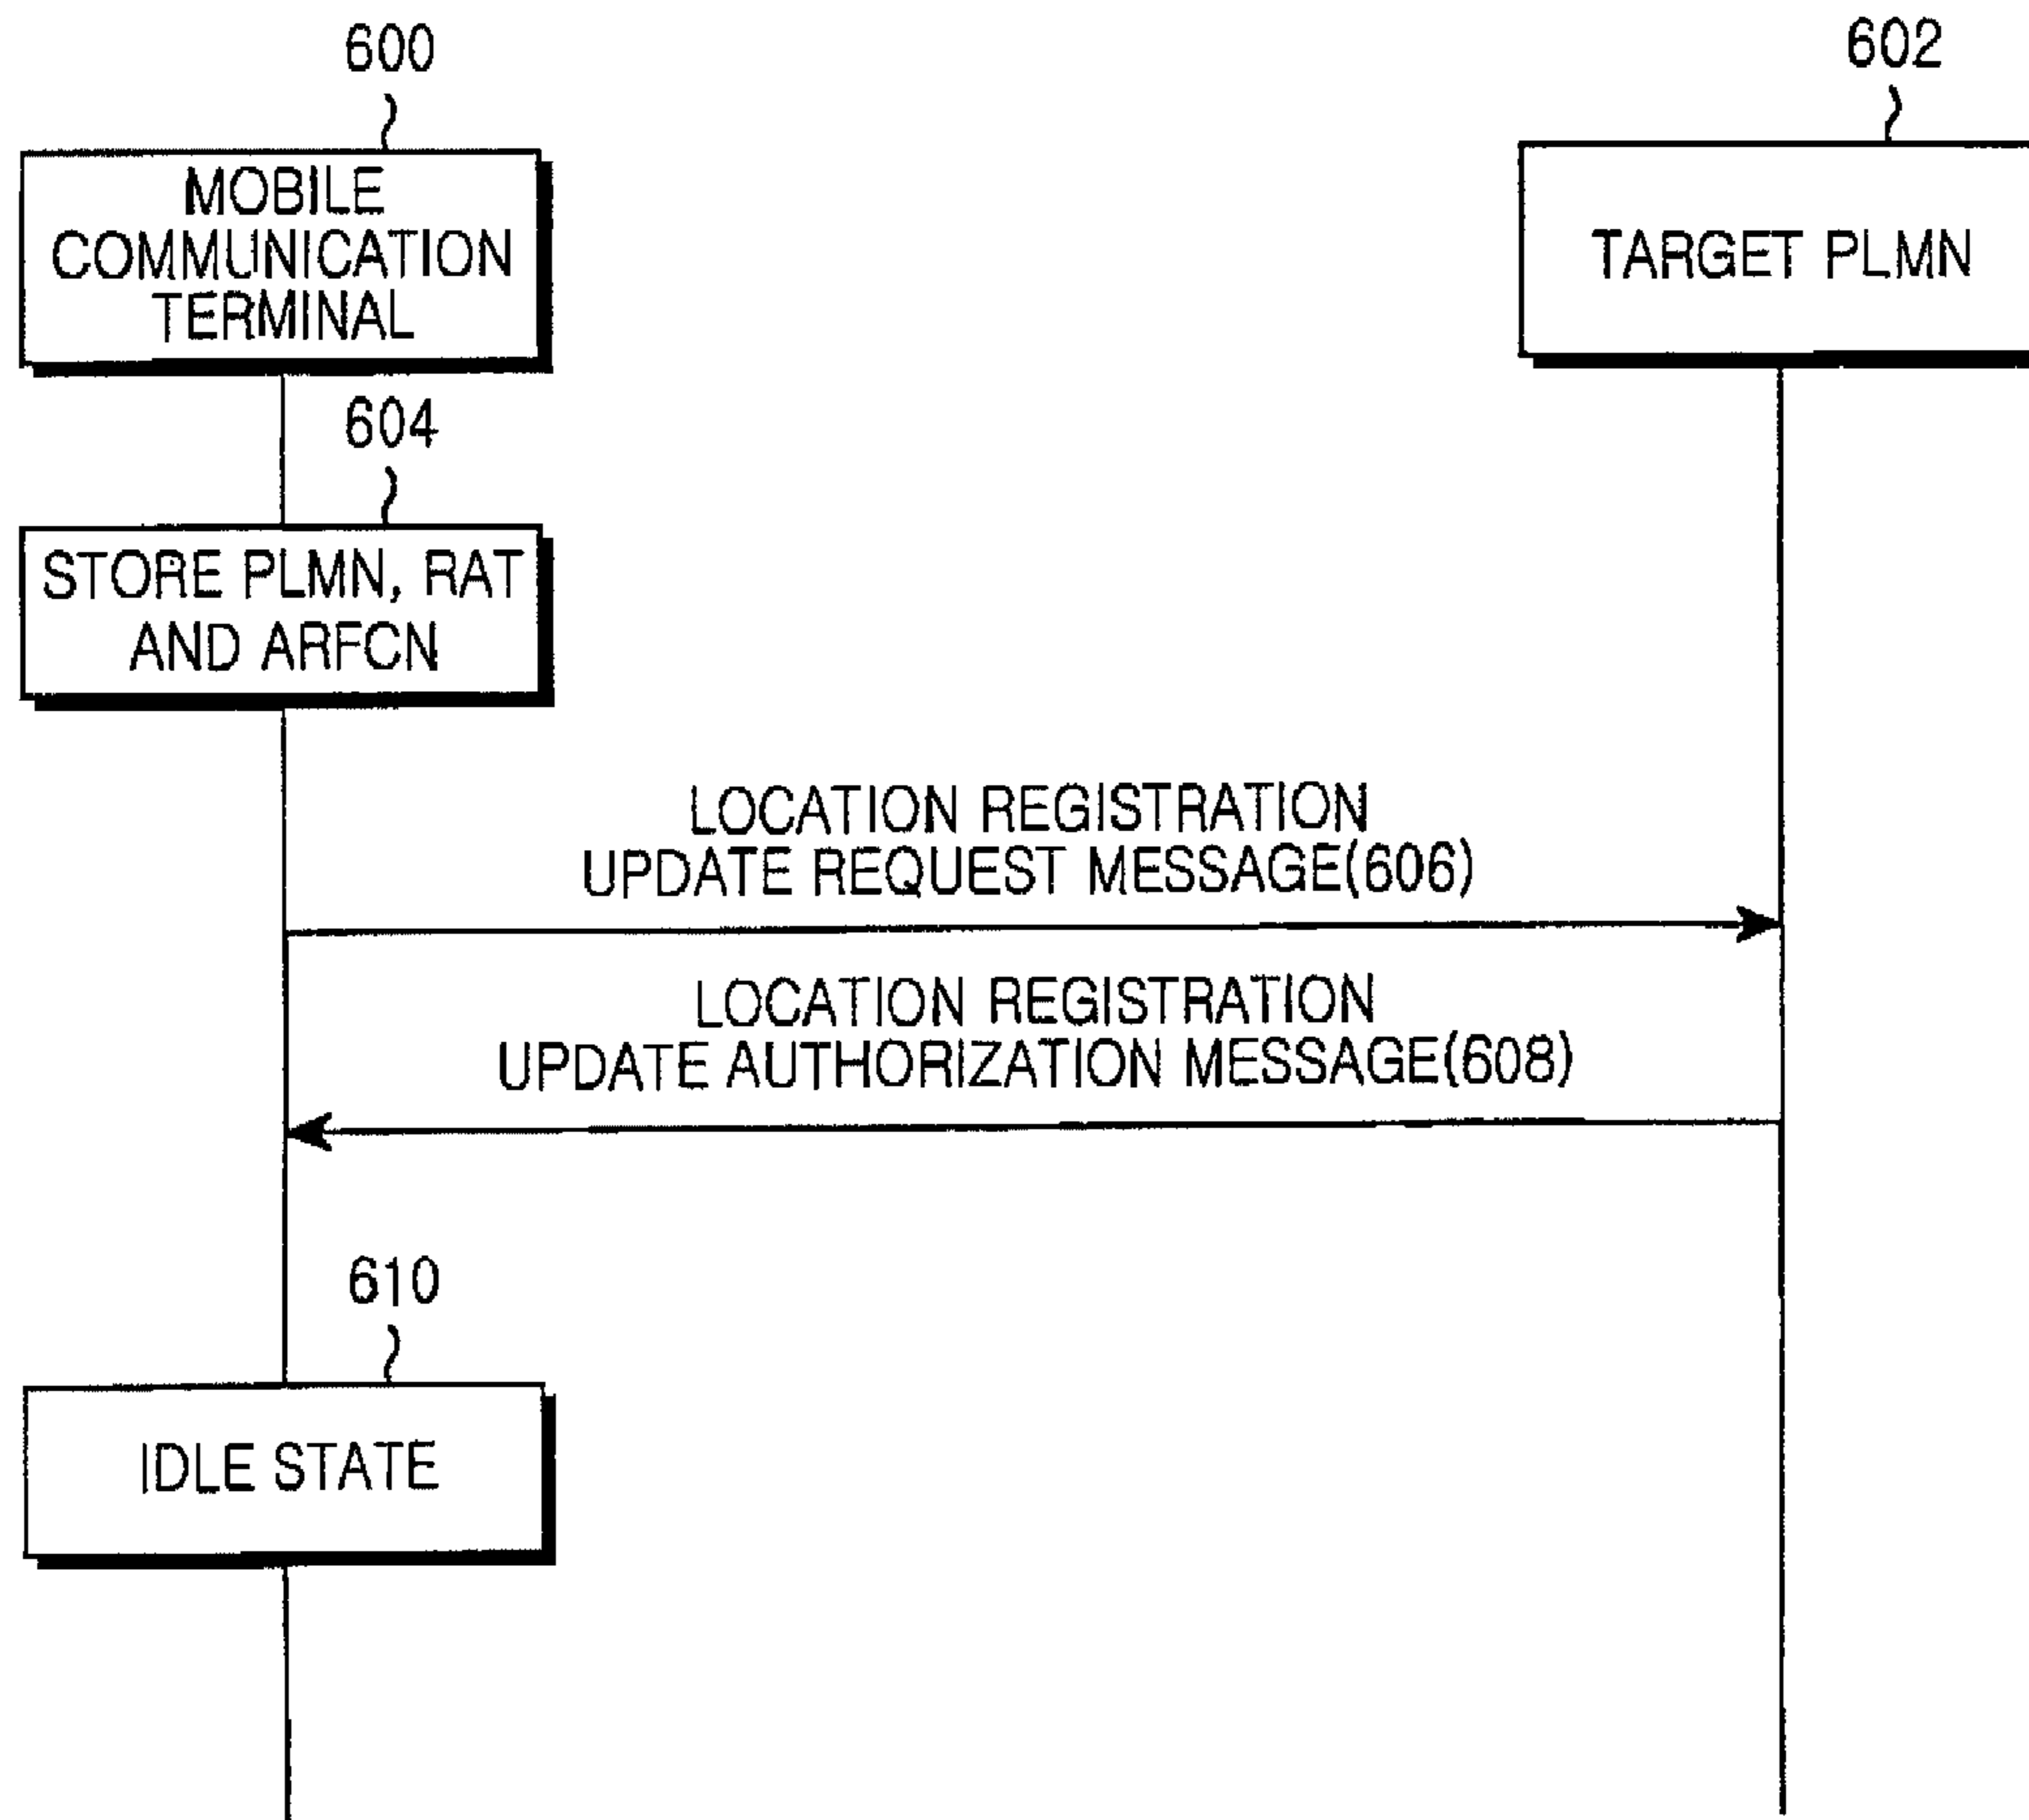 600
602
MOBILE
COMMUNICATION
TERMINAL
TARGET PLMN
604
STORE PLMN, RAT
AND ARFCN
LOCATION REGISTRATION
UPDATE REQUEST MESSAGE(606)
LOCATION REGISTRATION
UPDATE AUTHORIZATION MESSAGE(608)
610
IDLE STATE